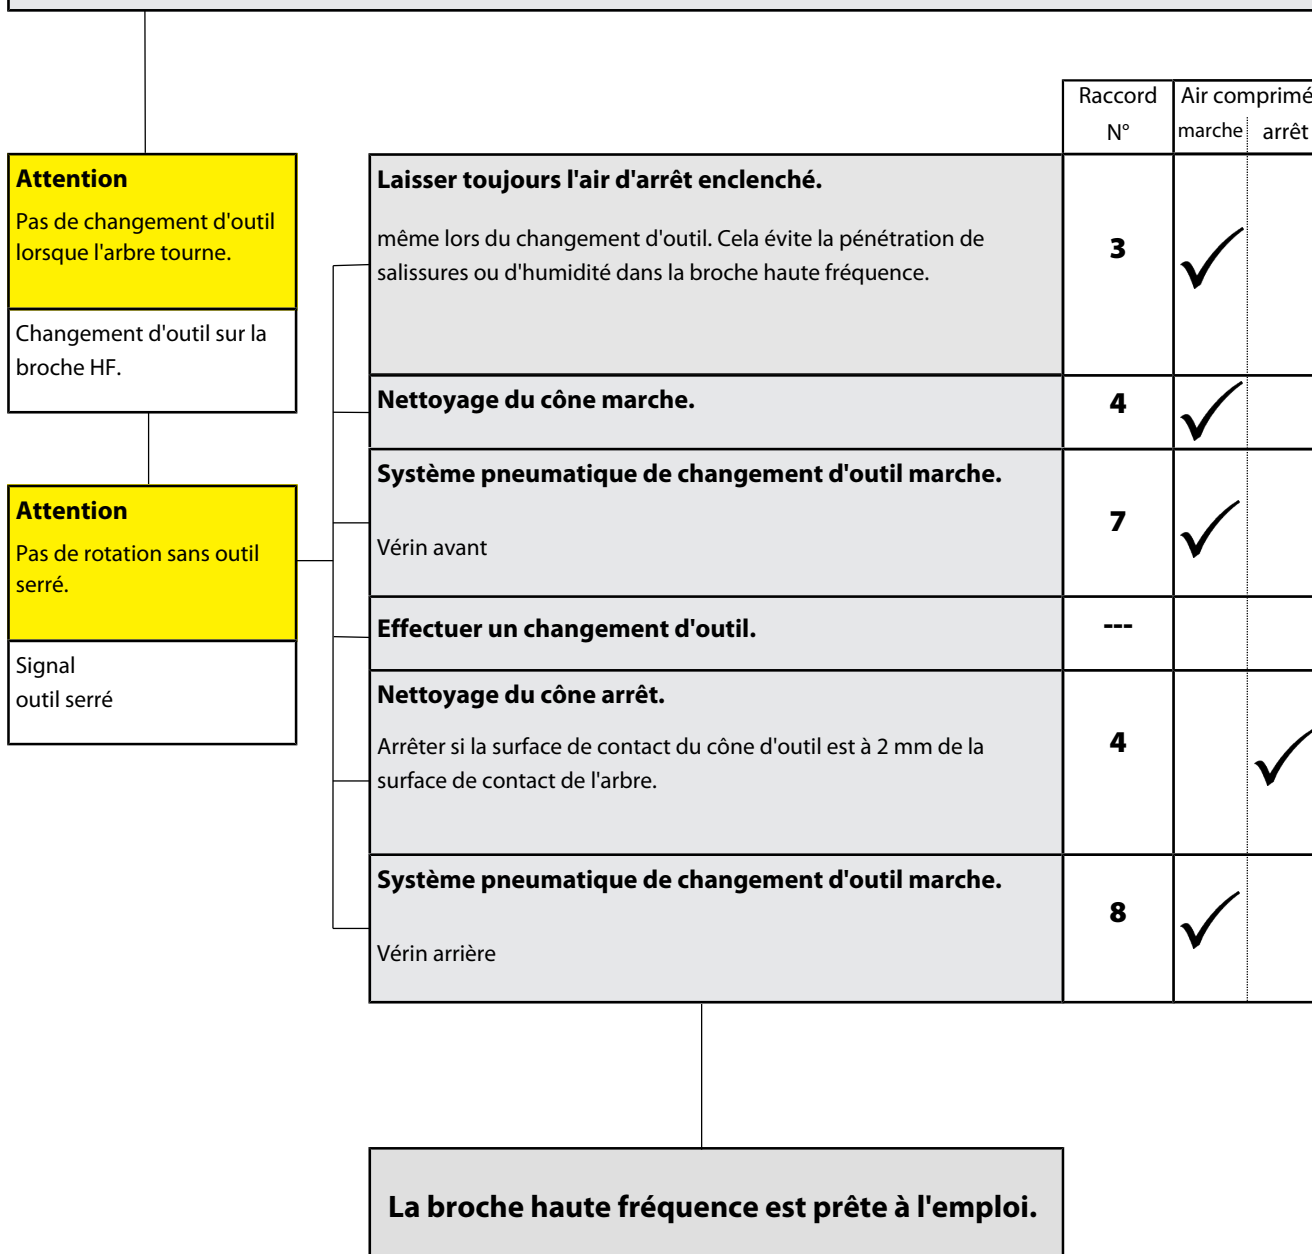 Raccord
N°
Air comprimé
marche
arrêt
Attention
Pas de changement d'outil
lorsque l'arbre tourne.
Changement d'outil sur la
broche HF.
Attention
Pas de rotation sans outil
serré.
Signal
outil serré
Laisser toujours l'air d'arrêt enclenché.
même lors du changement d'outil. Cela évite la pénétration de
salissures ou d'humidité dans la broche haute fréquence.
3
Nettoyage du cône marche.
4
Système pneumatique de changement d'outil marche.
Vérin avant
7
Effectuer un changement d'outil.
---
Nettoyage du cône arrêt.
Arrêter si la surface de contact du cône d'outil est à 2 mm de la
surface de contact de l'arbre.
4
Système pneumatique de changement d'outil marche.
Vérin arrière
8
La broche haute fréquence est prête à l'emploi.